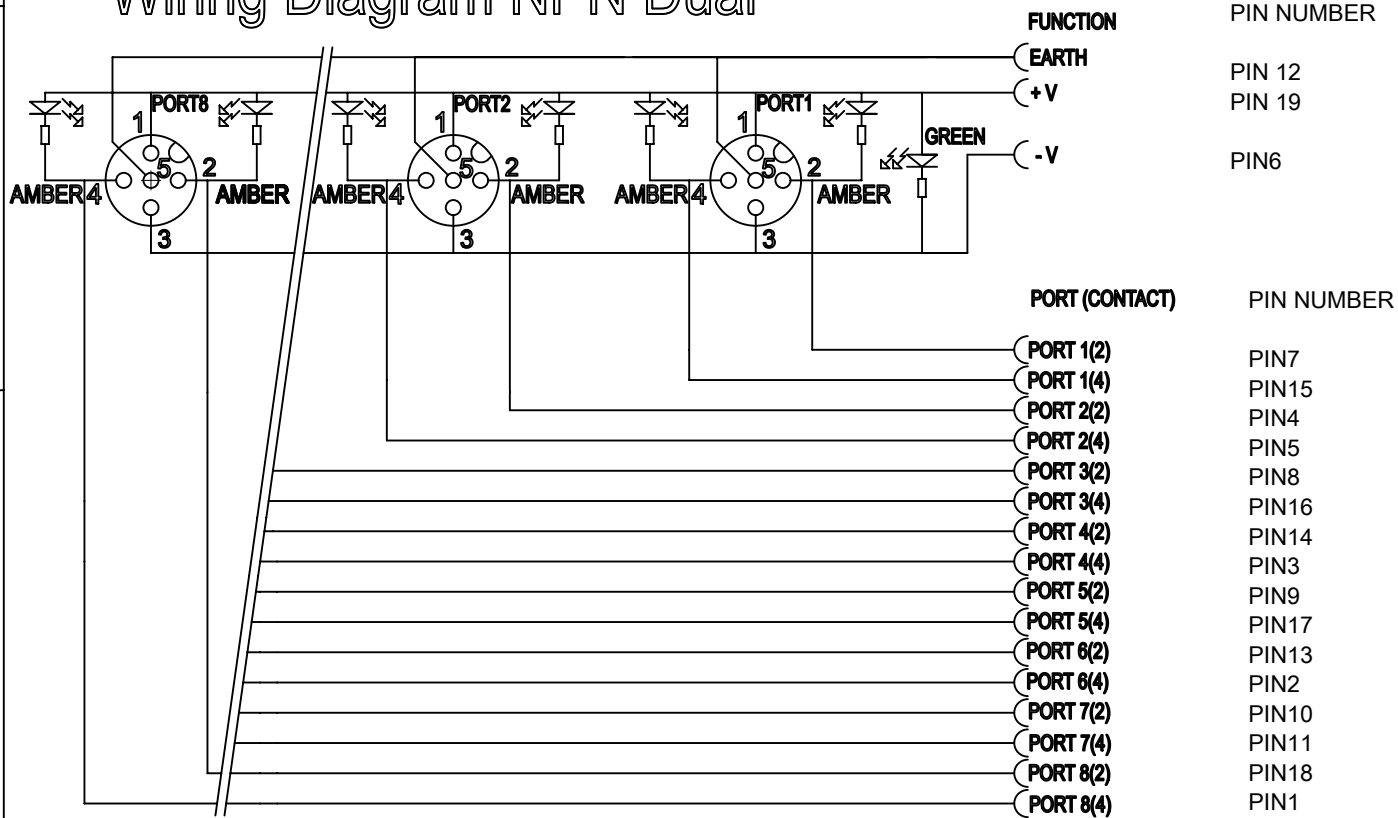 Wiring Diagram NPN Dual
FUNCTION PIN NUMBER
EARTH PIN 12
+ V PIN 19
- V PIN6
PORT8 PORT2 PORT1
1 1 1
GREEN
5 2 5 2 5 2
AMBER 4 AMBER AMBER 4 AMBER AMBER 4 AMBER
3 3 3
PORT (CONTACT) PIN NUMBER
PORT 1(2) PIN7
PORT 1(4) PIN15
PORT 2(2) PIN4
PORT 2(4) PIN5
PORT 3(2) PIN8
PORT 3(4) PIN16
PORT 4(2) PIN14
PORT 4(4) PIN3
PORT 5(2) PIN9
PORT 5(4) PIN17
PORT 6(2) PIN13
PORT 6(4) PIN2
PORT 7(2) PIN10
PORT 7(4) PIN11
PORT 8(2) PIN18
PORT 8(4) PIN1